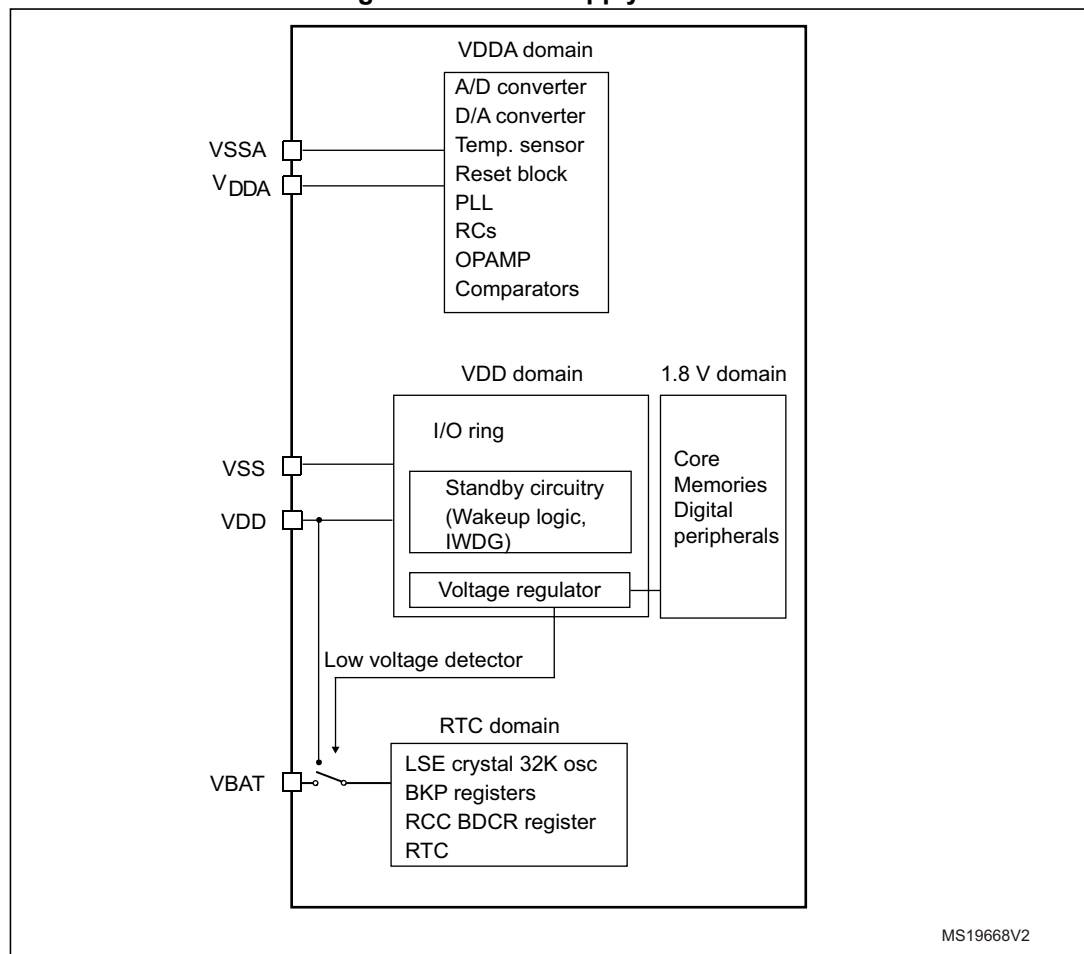 VDDA domain
A/D converter
D/A converter
Temp. sensor
Reset block
PLL
RCs
OPAMP
Comparators
VSSA
VDDA
VDD domain
1.8 V domain
I/O ring
Standby circuitry
(Wakeup logic,
IWDG)
Voltage regulator
Core
Memories
Digital
peripherals
VSS
VDD
Low voltage detector
RTC domain
LSE crystal 32K osc
BKP registers
RCC BDCR register
RTC
VBAT
MS19668V2